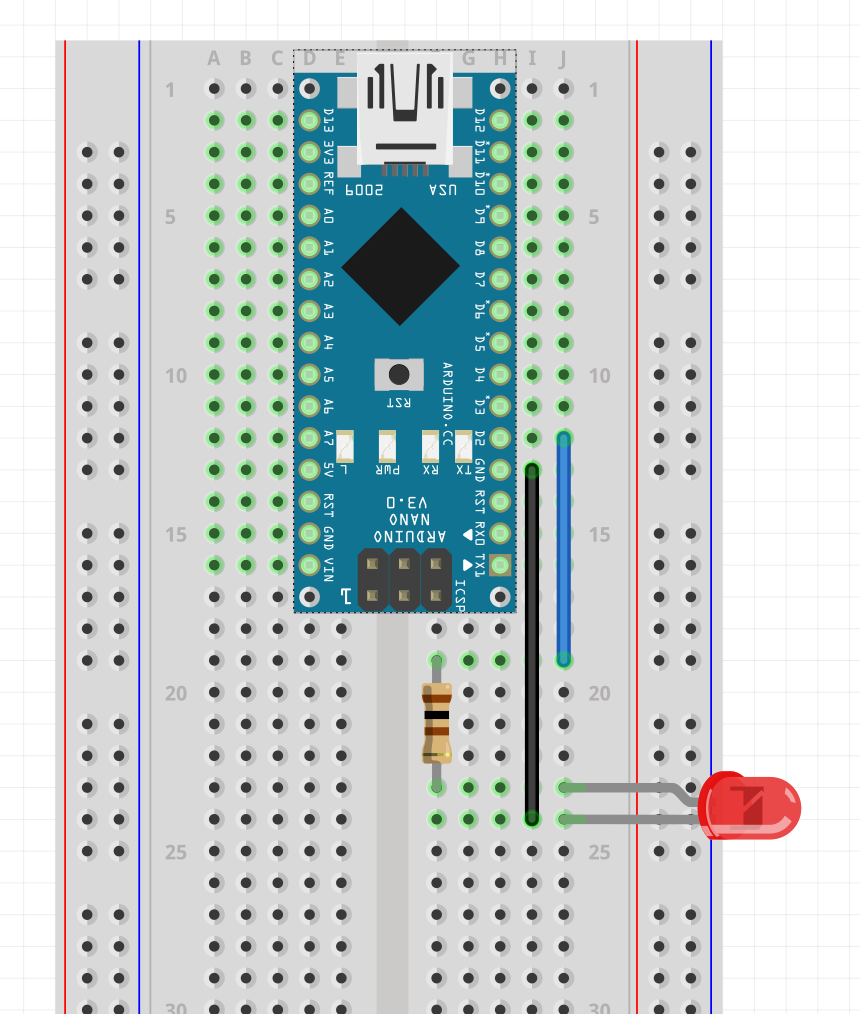 A B C D E G H I J
1 1
D13 D12
3V3 D11*
REF D10*
USA 2009
A0 D9*
5 5
A1 D8
A2 D7
A3 D6*
A4 D5*
10 A5 D4 10
RST
A6 D3*
ARDUINO.CC
A7 D2
TX RX PWR L
5V GND
RST RST
ARDUINO
NANO
V3.0
15 GND RX0 15
VIN TX1
1
ICSP
20 20
25 25
30 30